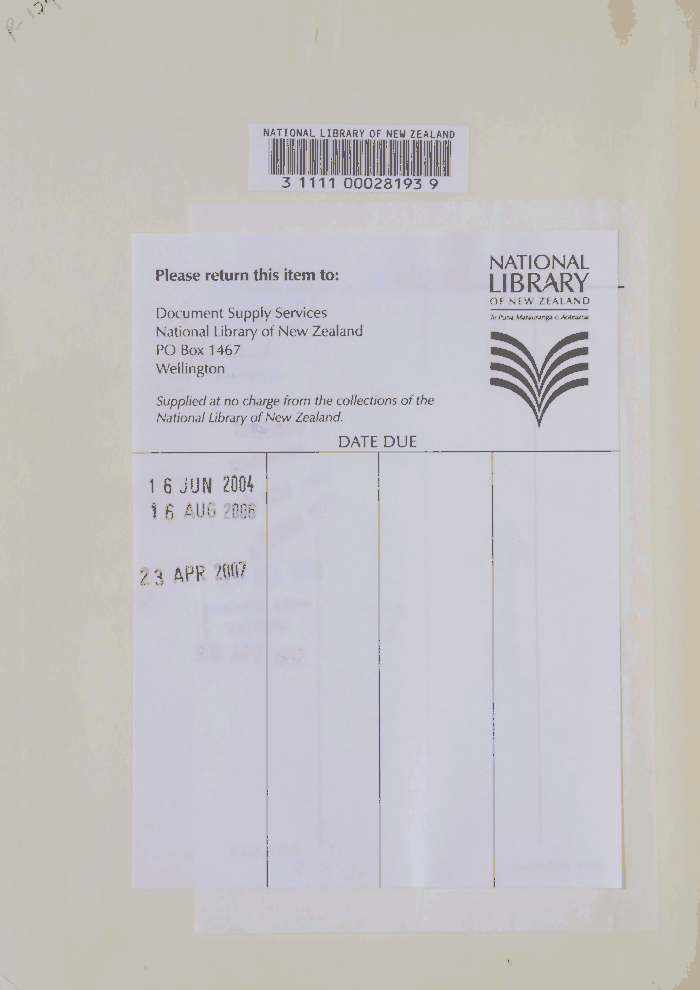 NATIONAL LIBRARY OF NEW ZEALAND
3 1111 00028193 9
Please return this item to:
NATIONAL
LIBRARY
OF NEW ZEALAND
Te Puna Mātauranga o Aotearoa
Document Supply Services
National Library of New Zealand
PO Box 1467
Wellington
Supplied at no charge from the collections of the
National Library of New Zealand.
DATE DUE
16 JUN 2004
16 AUG 2006
23 APR 2007